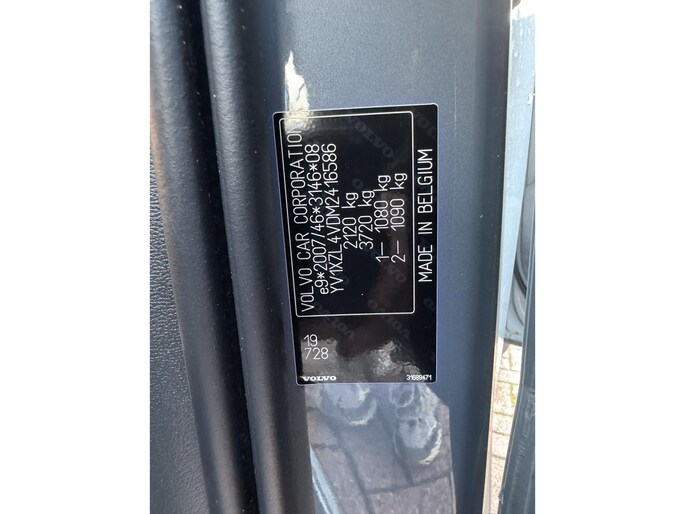 VOLVO CAR CORPORATION
e9*2007/46*3146*08
YV1XZL4VDM2416586
2120 kg
3720 kg
1– 1080 kg
2– 1090 kg
MADE IN BELGIUM
19
728
VOLVO
31689471